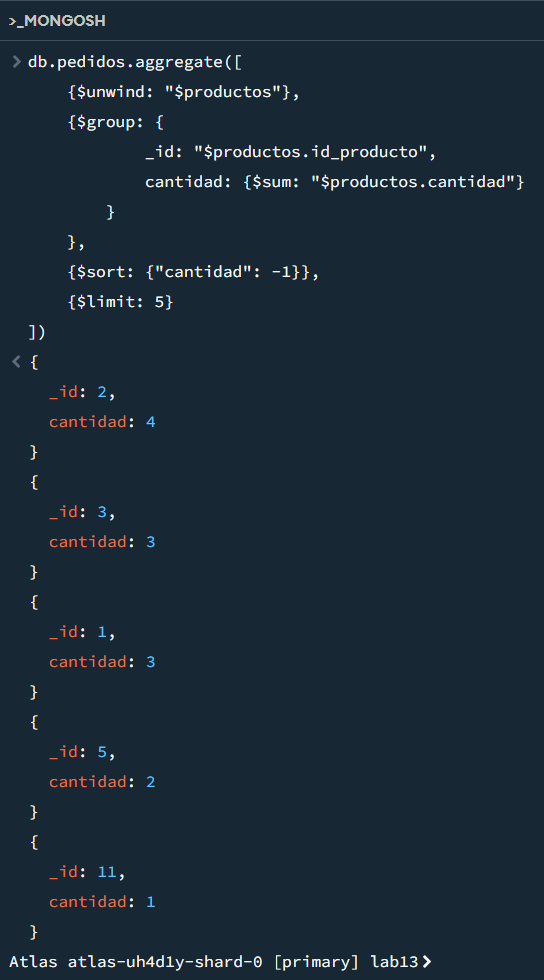 >_MONGOSH
> db.pedidos.aggregate([
{$unwind: "$productos"},
{$group: {
_id: "$productos.id_producto",
cantidad: {$sum: "$productos.cantidad"}
}
},
{$sort: {"cantidad": -1}},
{$limit: 5}
])
< {
_id: 2,
cantidad: 4
}
{
_id: 3,
cantidad: 3
}
{
_id: 1,
cantidad: 3
}
{
_id: 5,
cantidad: 2
}
{
_id: 11,
cantidad: 1
}
Atlas atlas-uh4d1y-shard-0 [primary] lab13>